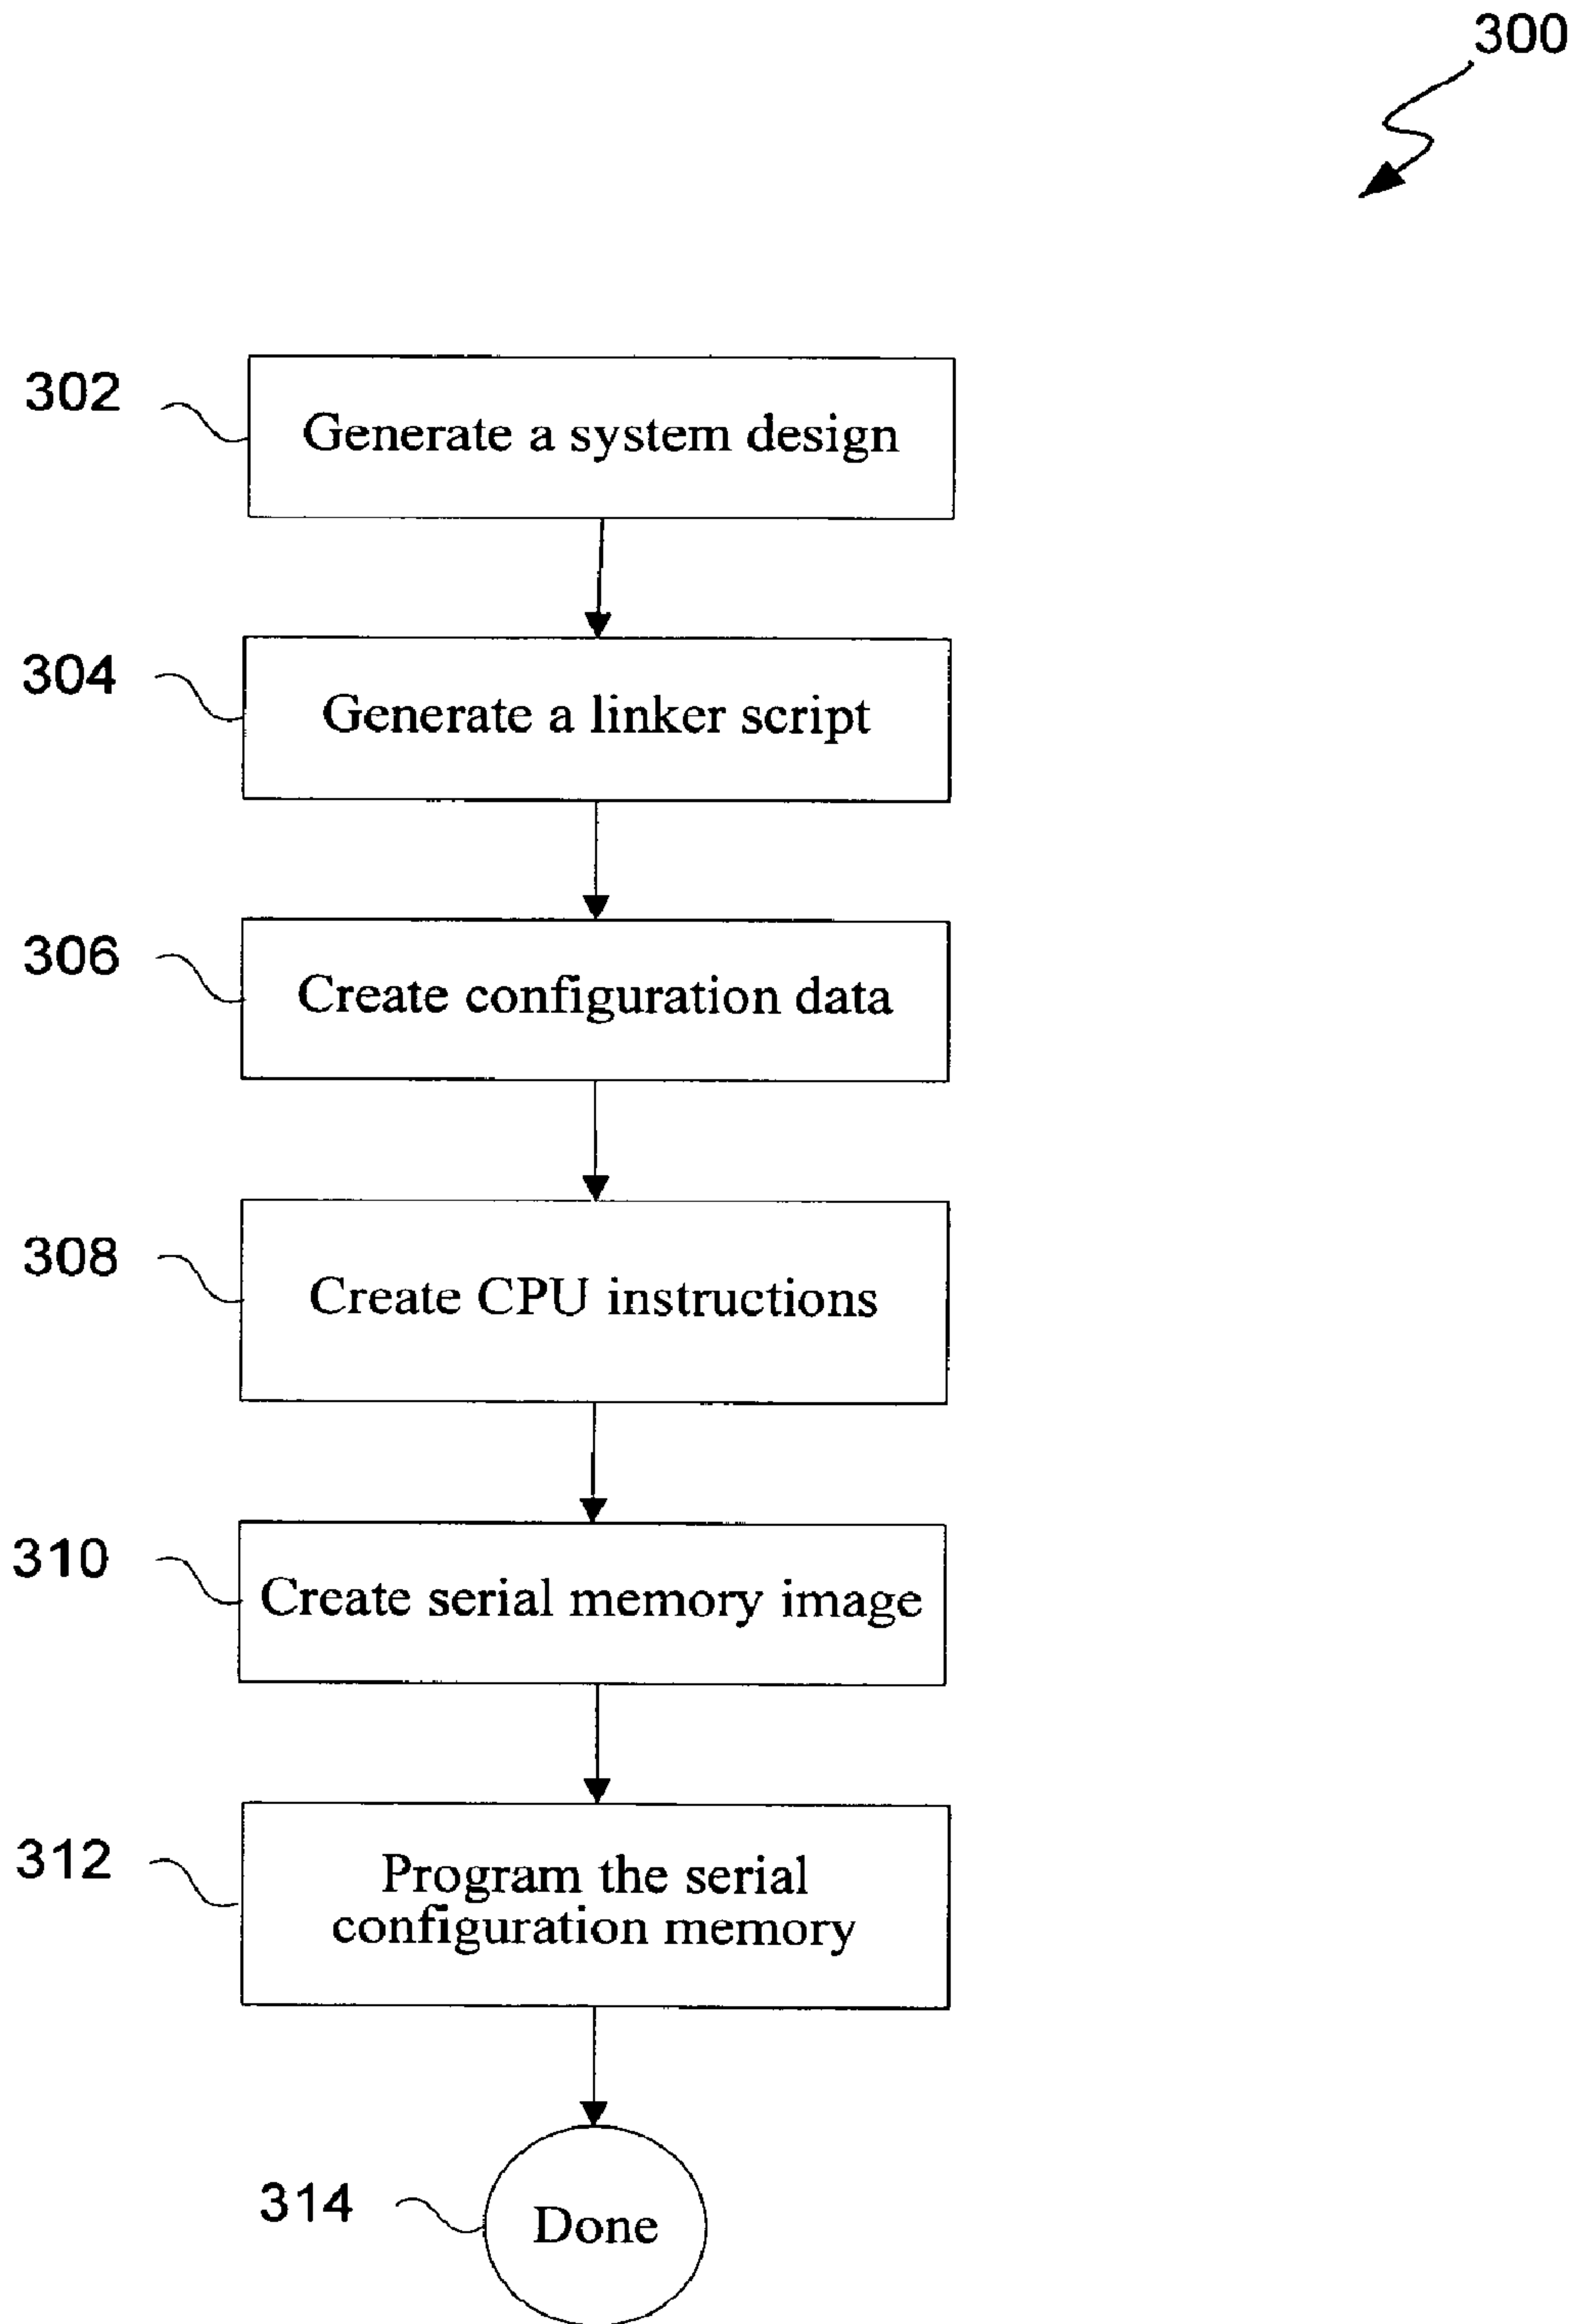 300
302
Generate a system design
304
Generate a linker script
306
Create configuration data
308
Create CPU instructions
310
Create serial memory image
312
Program the serial
configuration memory
314
Done